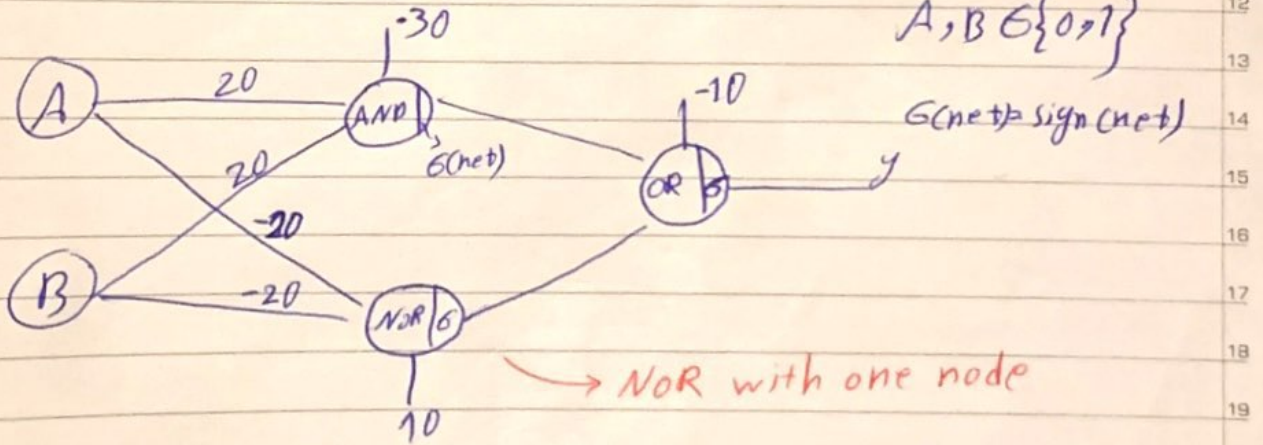 -30
A, B ϭ{0,1}
12
13
A
20
AND
-10
σ(net)= sign(net)
14
σ(net)
20
OR
σ
y
15
-20
16
B
-20
NOR
σ
17
18
→ NOR with one node
10
19